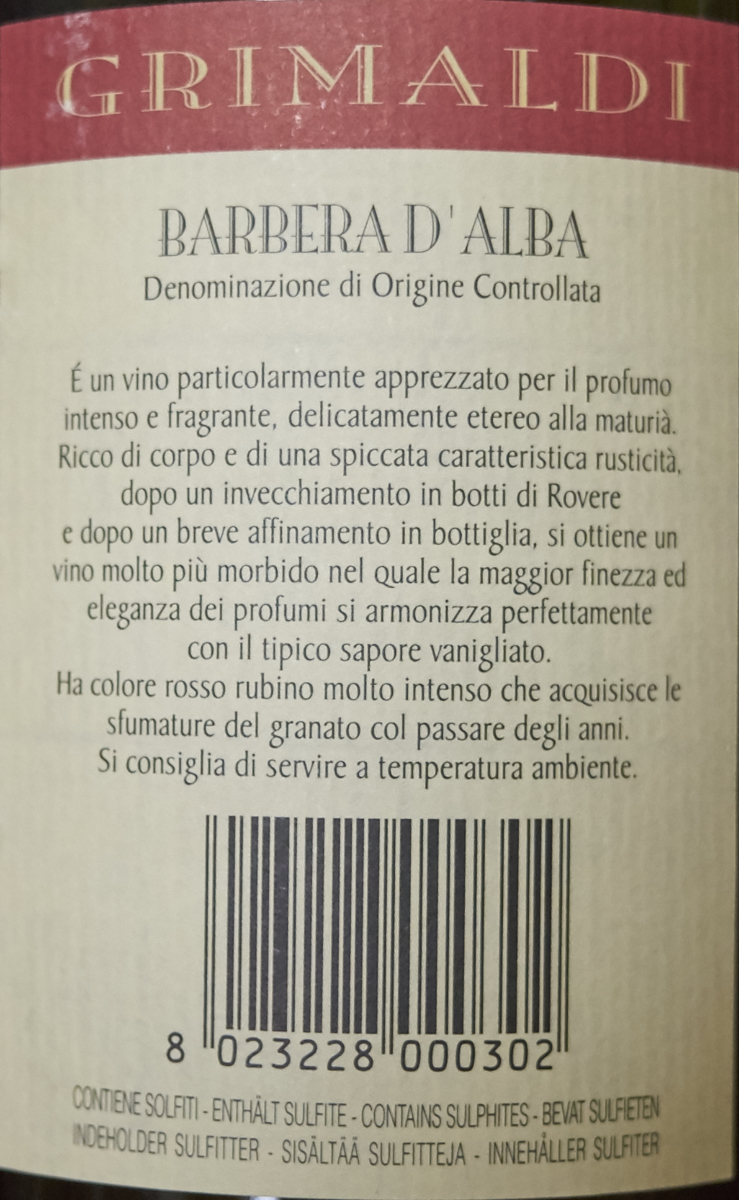 GRIMALDI
BARBERA D'ALBA
Denominazione di Origine Controllata
É un vino particolarmente apprezzato per il profumo
intenso e fragrante, delicatamente etereo alla maturià.
Ricco di corpo e di una spiccata caratteristica rusticità,
dopo un invecchiamento in botti di Rovere
e dopo un breve affinamento in bottiglia, si ottiene un
vino molto più morbido nel quale la maggior finezza ed
eleganza dei profumi si armonizza perfettamente
con il tipico sapore vanigliato.
Ha colore rosso rubino molto intenso che acquisisce le
sfumature del granato col passare degli anni.
Si consiglia di servire a temperatura ambiente.
8 023228 000302
CONTIENE SOLFITI - ENTHÄLT SULFITE - CONTAINS SULPHITES - BEVAT SULFIETEN
INDEHOLDER SULFITTER - SISÄLTÄÄ SULFITTEJA - INNEHÅLLER SULFITER